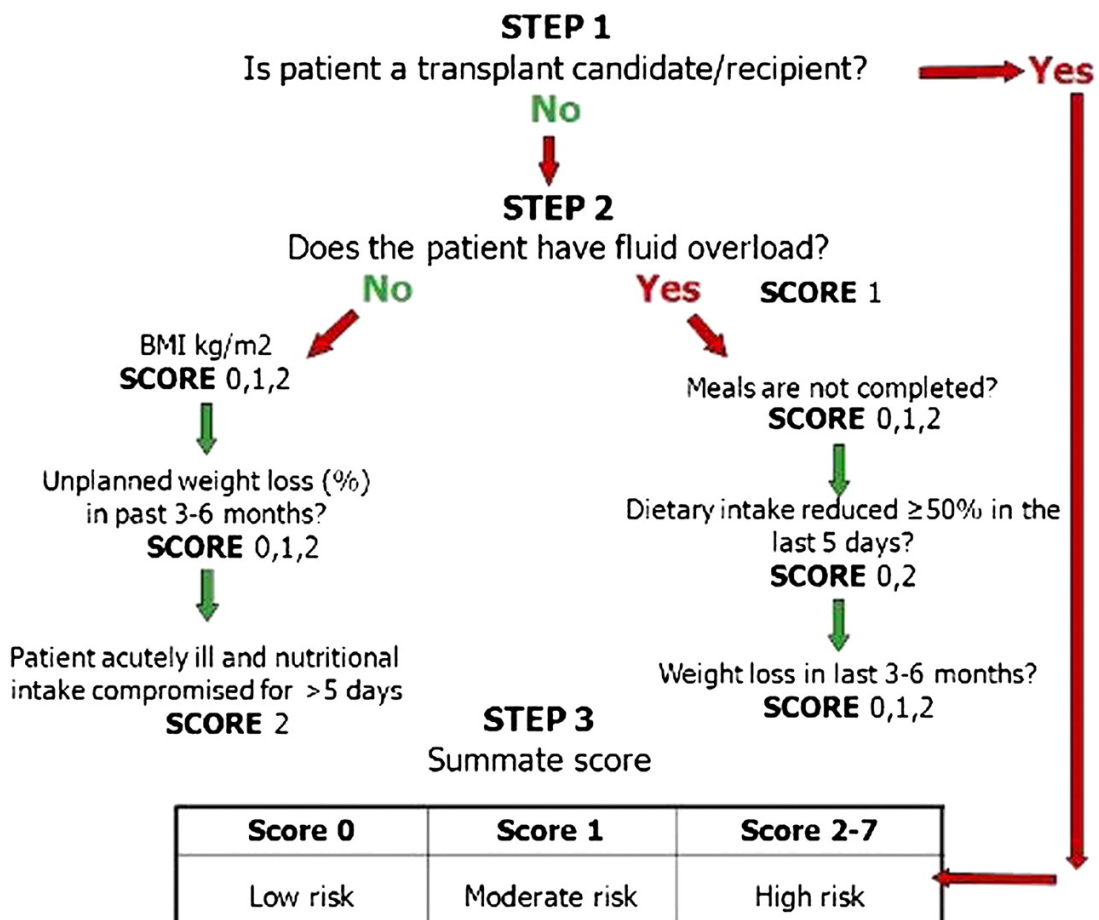 STEP 1
Is patient a transplant candidate/recipient?
Yes
No
STEP 2
Does the patient have fluid overload?
No
Yes
SCORE 1
BMI kg/m2
SCORE 0,1,2
Unplanned weight loss (%)
in past 3-6 months?
SCORE 0,1,2
Patient acutely ill and nutritional
intake compromised for >5 days
SCORE 2
Meals are not completed?
SCORE 0,1,2
Dietary intake reduced ≥50% in the
last 5 days?
SCORE 0,2
Weight loss in last 3-6 months?
SCORE 0,1,2
STEP 3
Summate score
Score 0
Score 1
Score 2-7
Low risk
Moderate risk
High risk